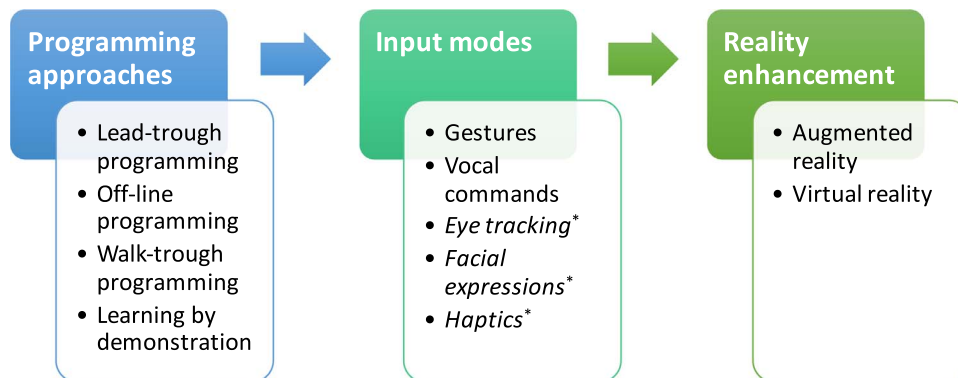 Programming
approaches
• Lead-trough
programming
• Off-line
programming
• Walk-trough
programming
• Learning by
demonstration
Input modes
• Gestures
• Vocal
commands
• Eye tracking*
• Facial
expressions*
• Haptics*
Reality
enhancement
• Augmented
reality
• Virtual reality